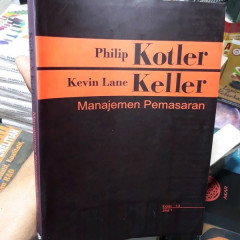 Philip Kotler
Kevin Lane Keller
Manajemen Pemasaran